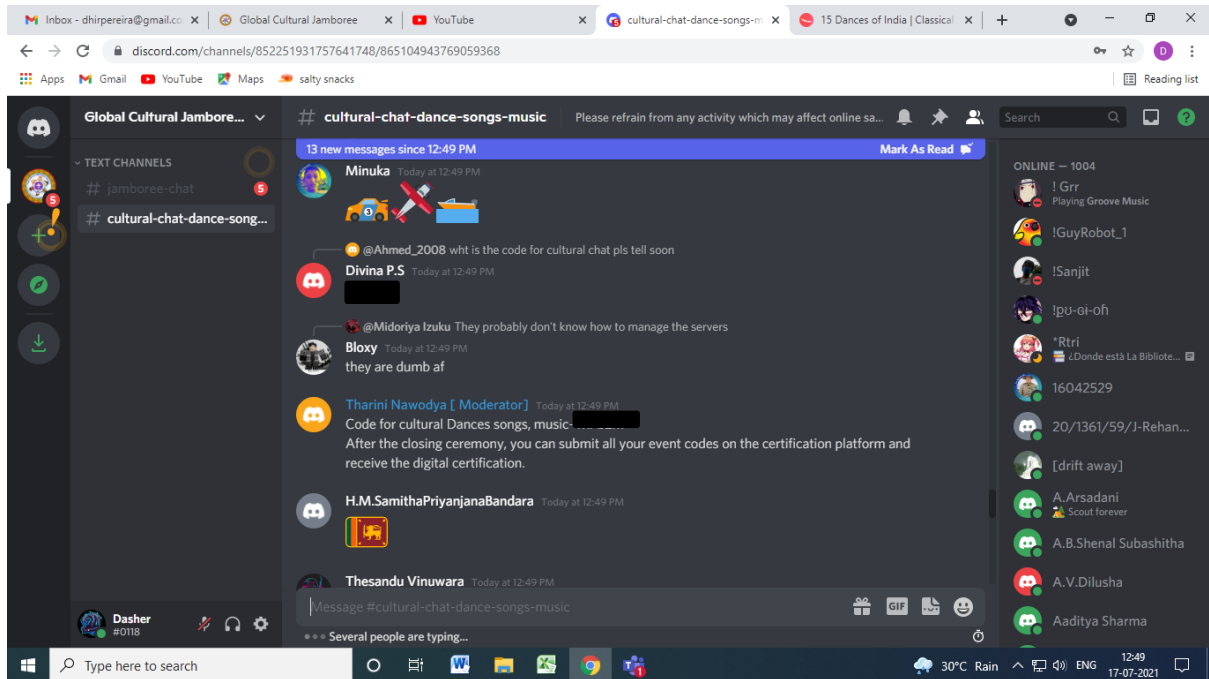 Inbox - dhirpereira@gmail.co
Global Cultural Jamboree
YouTube
cultural-chat-dance-songs-m
15 Dances of India | Classical
discord.com/channels/852251931757641748/865104943769059368
D
Apps
Gmail
YouTube
Maps
salty snacks
Reading list
Global Cultural Jambore...
# cultural-chat-dance-songs-music
Please refrain from any activity which may affect online sa...
Search
13 new messages since 12:49 PM
Mark As Read
TEXT CHANNELS
# jamboree-chat
5
# cultural-chat-dance-song...
5
Minuka Today at 12:49 PM
@Ahmed_2008 wht is the code for cultural chat pls tell soon
Divina P.S Today at 12:49 PM
@Midoriya Izuku They probably don't know how to manage the servers
Bloxy Today at 12:49 PM
they are dumb af
Tharini Nawodya [ Moderator] Today at 12:49 PM
Code for cultural Dances songs, music-
After the closing ceremony, you can submit all your event codes on the certification platform and
receive the digital certification.
H.M.SamithaPriyanjanaBandara Today at 12:49 PM
Thesandu Vinuwara Today at 12:49 PM
Message #cultural-chat-dance-songs-music
GIF
Several people are typing...
ONLINE — 1004
! Grr
Playing Groove Music
!GuyRobot_1
!Sanjit
*Rtri
¿Donde està La Bibliote...
16042529
20/1361/59/J-Rehan...
[drift away]
A.Arsadani
Scout forever
A.B.Shenal Subashitha
A.V.Dilusha
Aaditya Sharma
Dasher
#0118
Type here to search
30°C Rain
ENG
12:49
17-07-2021